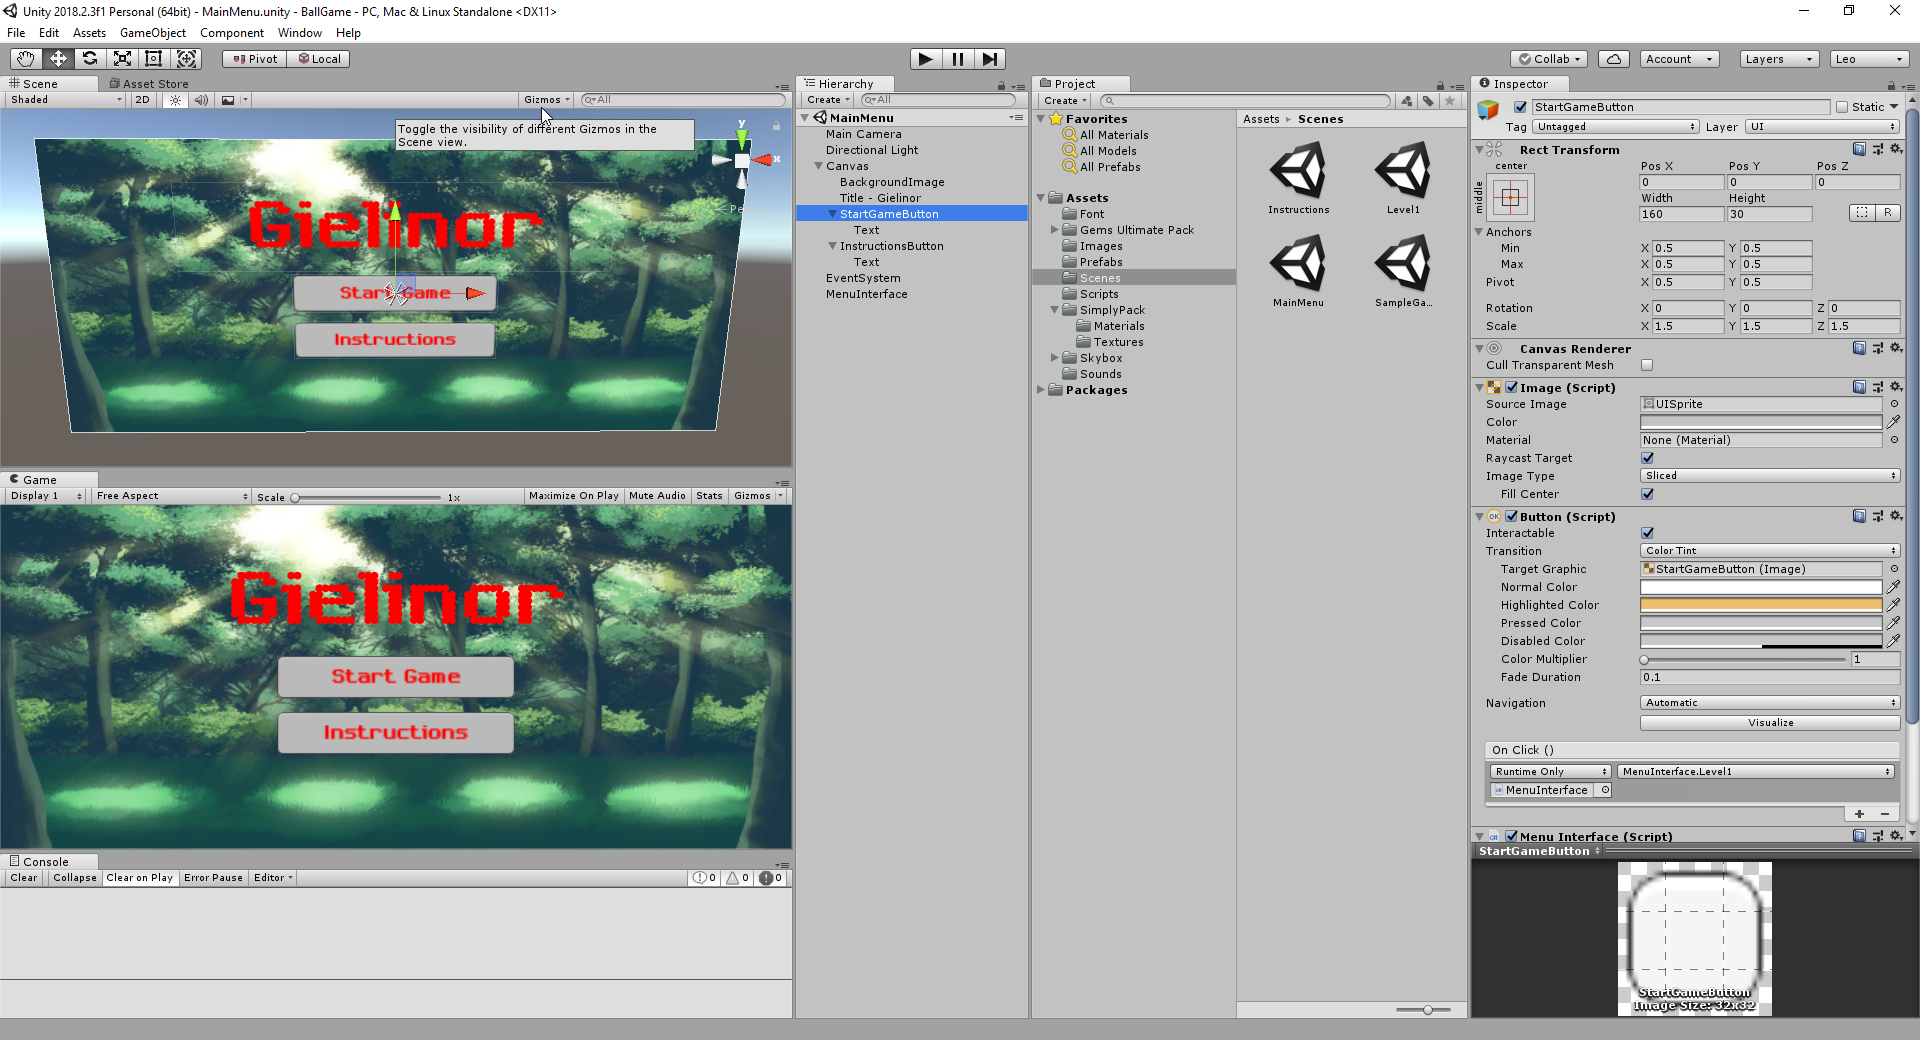 Unity 2018.2.3f1 Personal (64bit) - MainMenu.unity - BallGame - PC, Mac & Linux Standalone <DX11>
File Edit Assets GameObject Component Window Help
Pivot Local
Collab Account Layers Leo
Scene Asset Store
Shaded 2D Gizmos All
Toggle the visibility of different Gizmos in the
Scene view.
y
x
Gielinor
Start Game
Instructions
Game
Display 1 Free Aspect Scale 1x Maximize On Play Mute Audio Stats Gizmos
Gielinor
Start Game
Instructions
Console
Clear Collapse Clear on Play Error Pause Editor 0 0 0
Hierarchy
Create All
MainMenu
Main Camera
Directional Light
Canvas
BackgroundImage
Title - Gielinor
StartGameButton
Text
InstructionsButton
Text
EventSystem
MenuInterface
Project
Create
Favorites
All Materials
All Models
All Prefabs
Assets
Font
Gems Ultimate Pack
Images
Prefabs
Scenes
Scripts
SimplyPack
Materials
Textures
Skybox
Sounds
Packages
Assets Scenes
Instructions Level1
MainMenu SampleGa...
Inspector
StartGameButton Static
Tag Untagged Layer UI
Rect Transform
center Pos X Pos Y Pos Z
middle 0 0 0
Width Height
160 30 R
Anchors
Min X 0.5 Y 0.5
Max X 0.5 Y 0.5
Pivot X 0.5 Y 0.5
Rotation X 0 Y 0 Z 0
Scale X 1.5 Y 1.5 Z 1.5
Canvas Renderer
Cull Transparent Mesh
Image (Script)
Source Image UISprite
Color
Material None (Material)
Raycast Target
Image Type Sliced
Fill Center
Button (Script)
Interactable
Transition Color Tint
Target Graphic StartGameButton (Image)
Normal Color
Highlighted Color
Pressed Color
Disabled Color
Color Multiplier 1
Fade Duration 0.1
Navigation Automatic
Visualize
On Click ()
Runtime Only MenuInterface.Level1
MenuInterface
Menu Interface (Script)
StartGameButton
StartGameButton
Image Size: 32x32